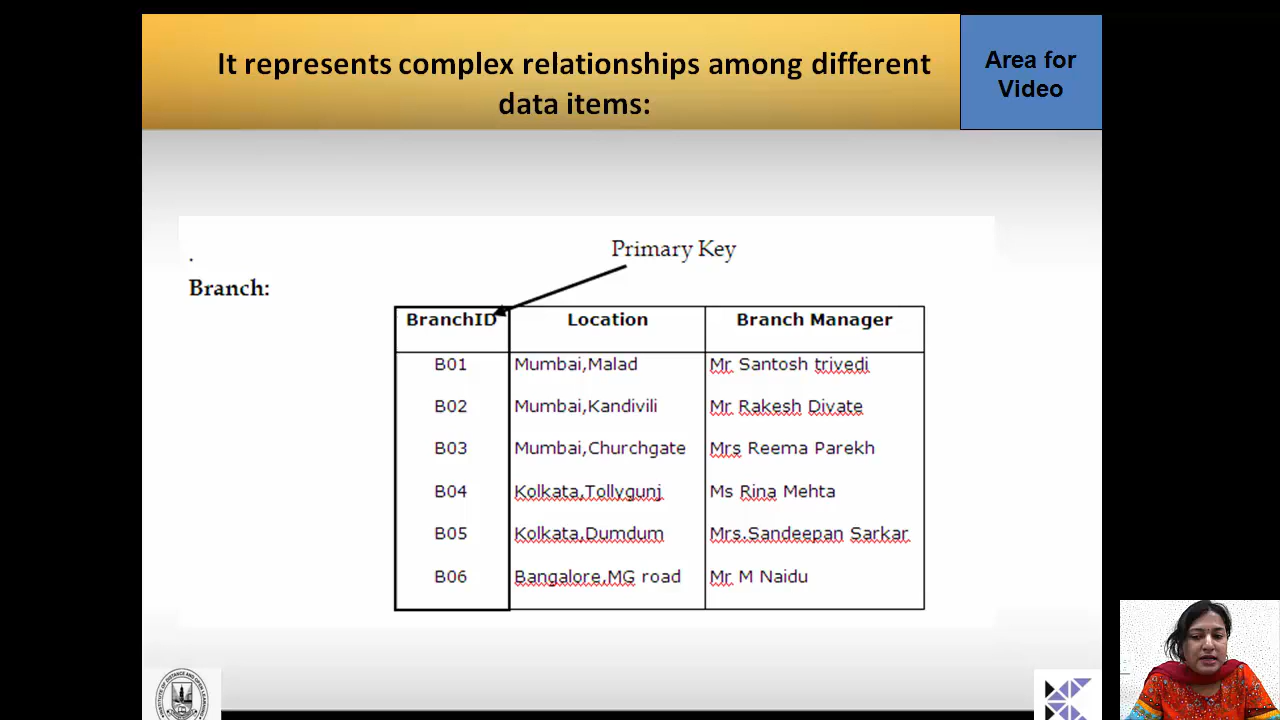 It represents complex relationships among different
data items:
Area for
Video
Primary Key
.
Branch:
BranchID Location Branch Manager
B01 Mumbai,Malad Mr Santosh trivedi
B02 Mumbai,Kandivili Mr Rakesh Divate
B03 Mumbai,Churchgate Mrs Reema Parekh
B04 Kolkata,Tollygunj Ms Rina Mehta
B05 Kolkata,Dumdum Mrs.Sandeepan Sarkar
B06 Bangalore,MG road Mr M Naidu